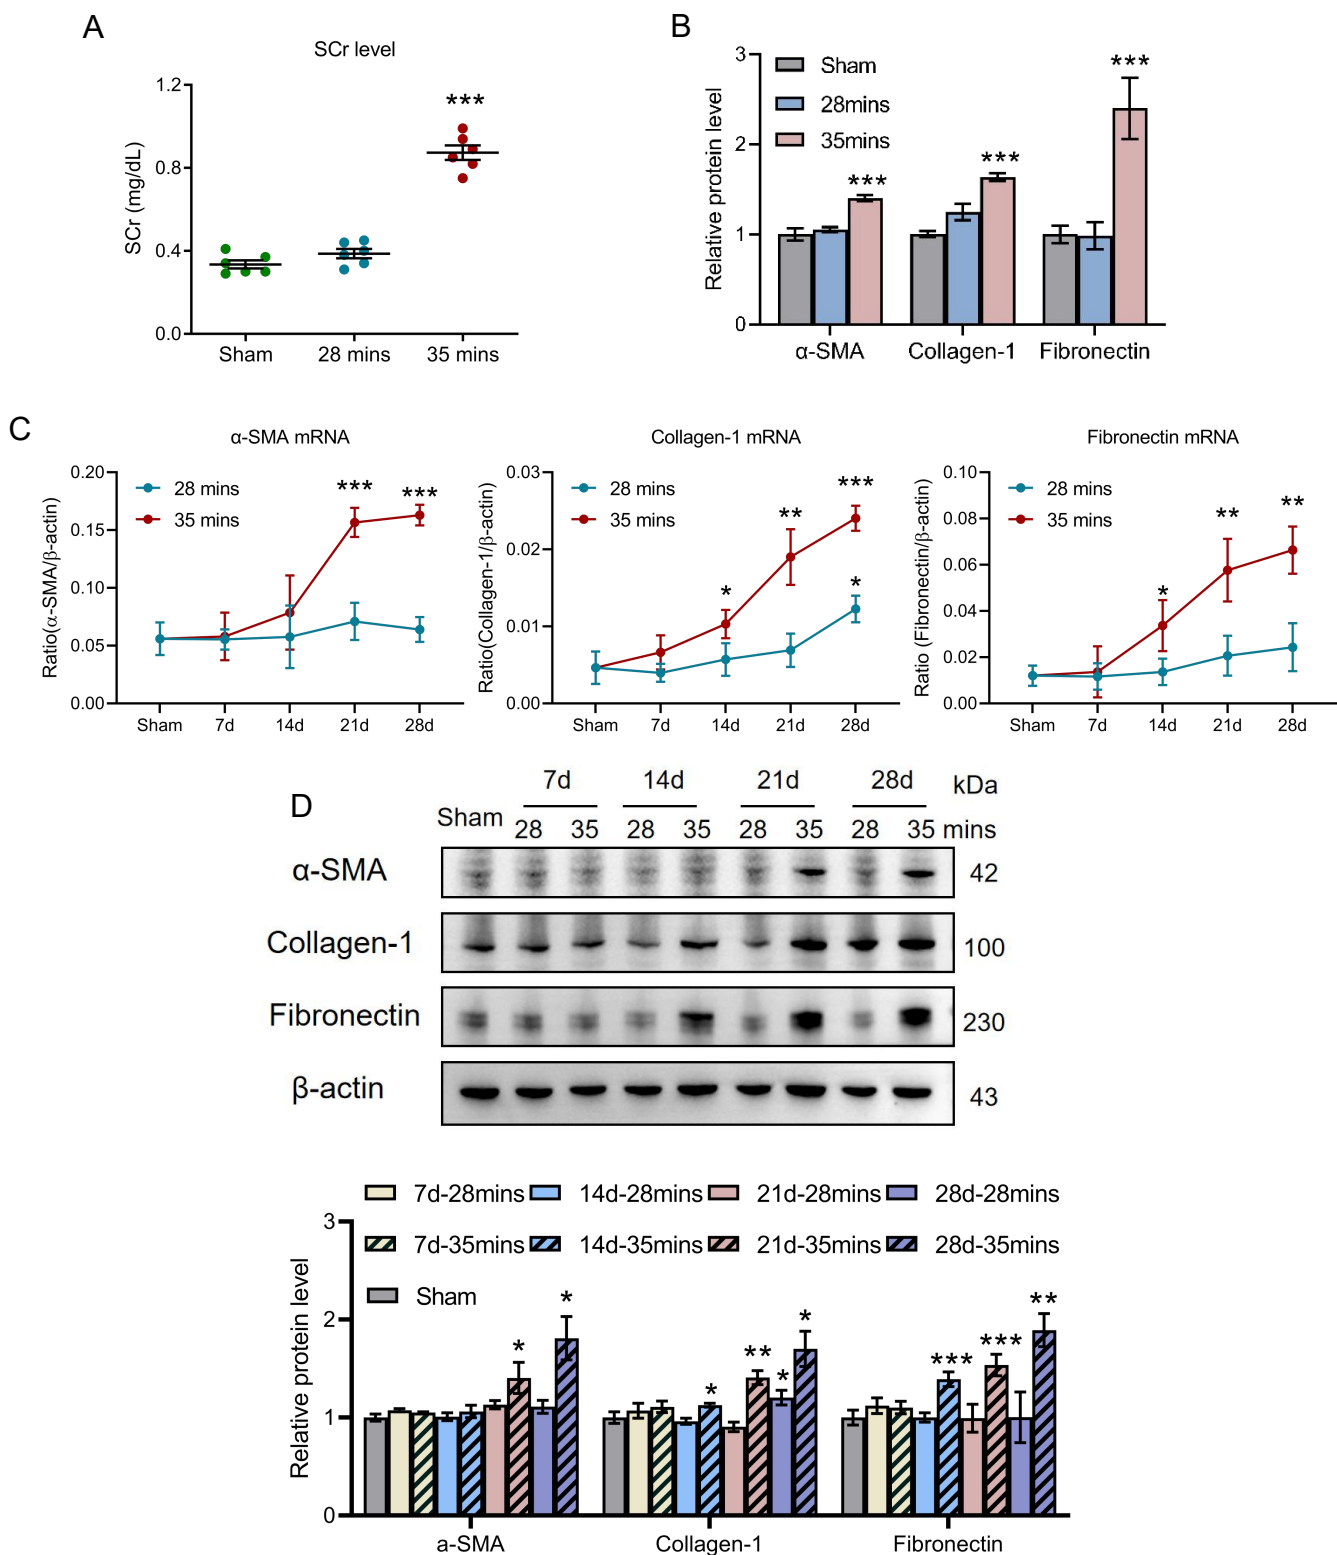 A
SCr level
SCr (mg/dL)
1.2
0.8
0.4
0.0
***
Sham 28 mins 35 mins
B
Relative protein level
3
2
1
0
Sham
28mins
35mins
***
***
***
α-SMA Collagen-1 Fibronectin
C
α-SMA mRNA
Ratio(α-SMA/β-actin)
0.20
0.15
0.10
0.05
0.00
28 mins
35 mins
*** ***
Sham 7d 14d 21d 28d
Collagen-1 mRNA
Ratio(Collagen-1/β-actin)
0.03
0.02
0.01
0.00
28 mins
35 mins
* ** *** *
Sham 7d 14d 21d 28d
Fibronectin mRNA
Ratio (Fibronectin/β-actin)
0.10
0.08
0.06
0.04
0.02
0.00
28 mins
35 mins
* ** **
Sham 7d 14d 21d 28d
D
7d 14d 21d 28d kDa
Sham 28 35 28 35 28 35 28 35 mins
α-SMA 42
Collagen-1 100
Fibronectin 230
β-actin 43
7d-28mins 14d-28mins 21d-28mins 28d-28mins
7d-35mins 14d-35mins 21d-35mins 28d-35mins
Sham
Relative protein level
3
2
1
0
* *
* ** * *
*** *** **
a-SMA Collagen-1 Fibronectin